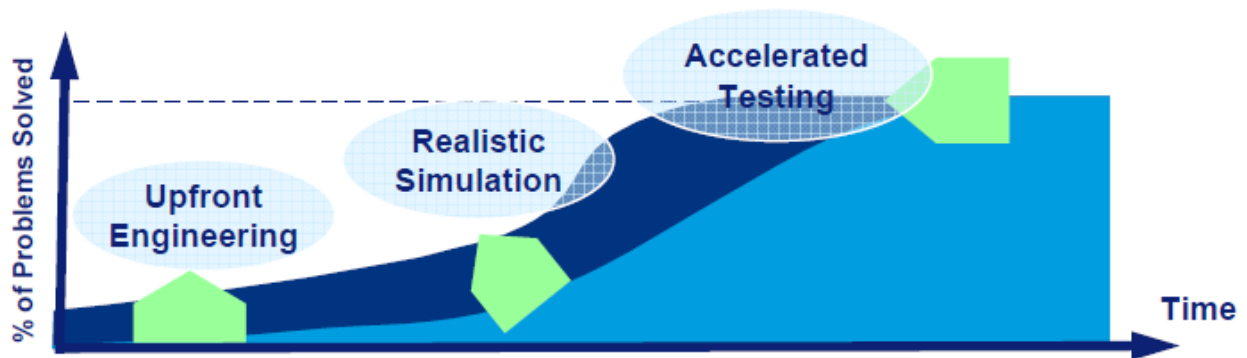 % of Problems Solved
Upfront
Engineering
Realistic
Simulation
Accelerated
Testing
Time